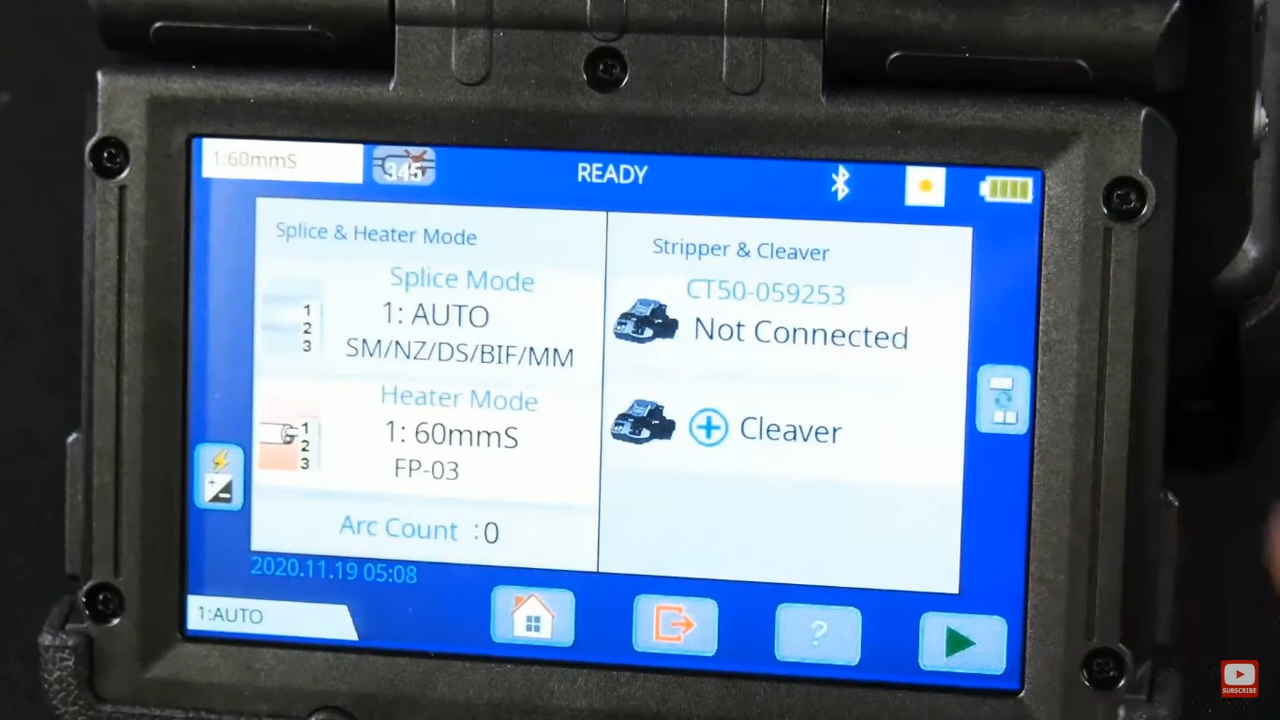 1:60mmS
345
READY
Splice & Heater Mode
Splice Mode
1
2
3
1: AUTO
SM/NZ/DS/BIF/MM
Heater Mode
1
2
3
1: 60mmS
FP-03
Arc Count :0
Stripper & Cleaver
CT50-059253
Not Connected
Cleaver
2020.11.19 05:08
1:AUTO
?
SUBSCRIBE